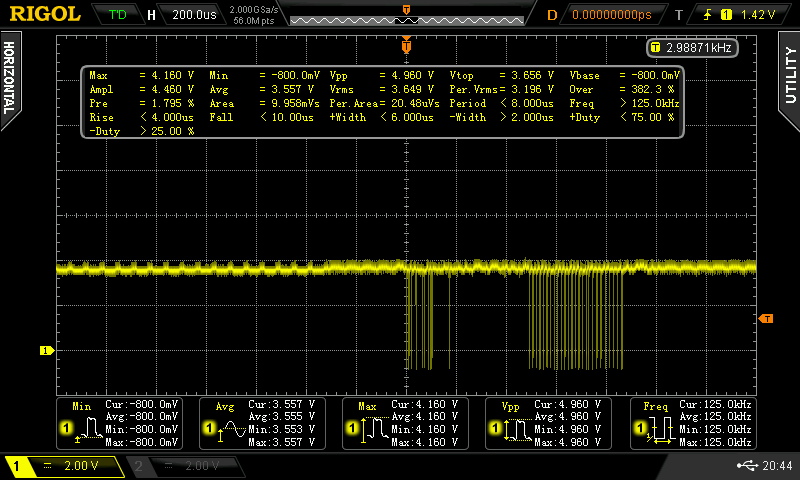 RIGOL T'D H 200.0us 2.000GSa/s 56.0M pts D 0.00000000ps T 1 1.42 V
HORIZONTAL
UTILITY
T
T 2.98871kHz
Max = 4.160 V Min = -800.0mV Vpp = 4.960 V Vtop = 3.656 V Vbase = -800.0mV
Ampl = 4.460 V Avg = 3.557 V Vrms = 3.649 V Per.Vrms= 3.196 V Over = 382.3 %
Pre = 1.795 % Area = 9.958mVs Per.Area= 20.48uVs Period < 8.000us Freq > 125.0kHz
Rise < 4.000us Fall < 10.00us +Width < 6.000us -Width > 2.000us +Duty < 75.00 %
-Duty > 25.00 %
T
1
Min Cur:-800.0mV
Avg:-800.0mV
1 Min:-800.0mV
Max:-800.0mV
Avg Cur:3.557 V
Avg:3.555 V
1 Min:3.553 V
Max:3.557 V
Max Cur:4.160 V
Avg:4.160 V
1 Min:4.160 V
Max:4.160 V
Vpp Cur:4.960 V
Avg:4.960 V
1 Min:4.960 V
Max:4.960 V
Freq Cur:125.0kHz
Avg:125.0kHz
1 Min:125.0kHz
Max:125.0kHz
1 2.00 V 2 2.00 V 20:44